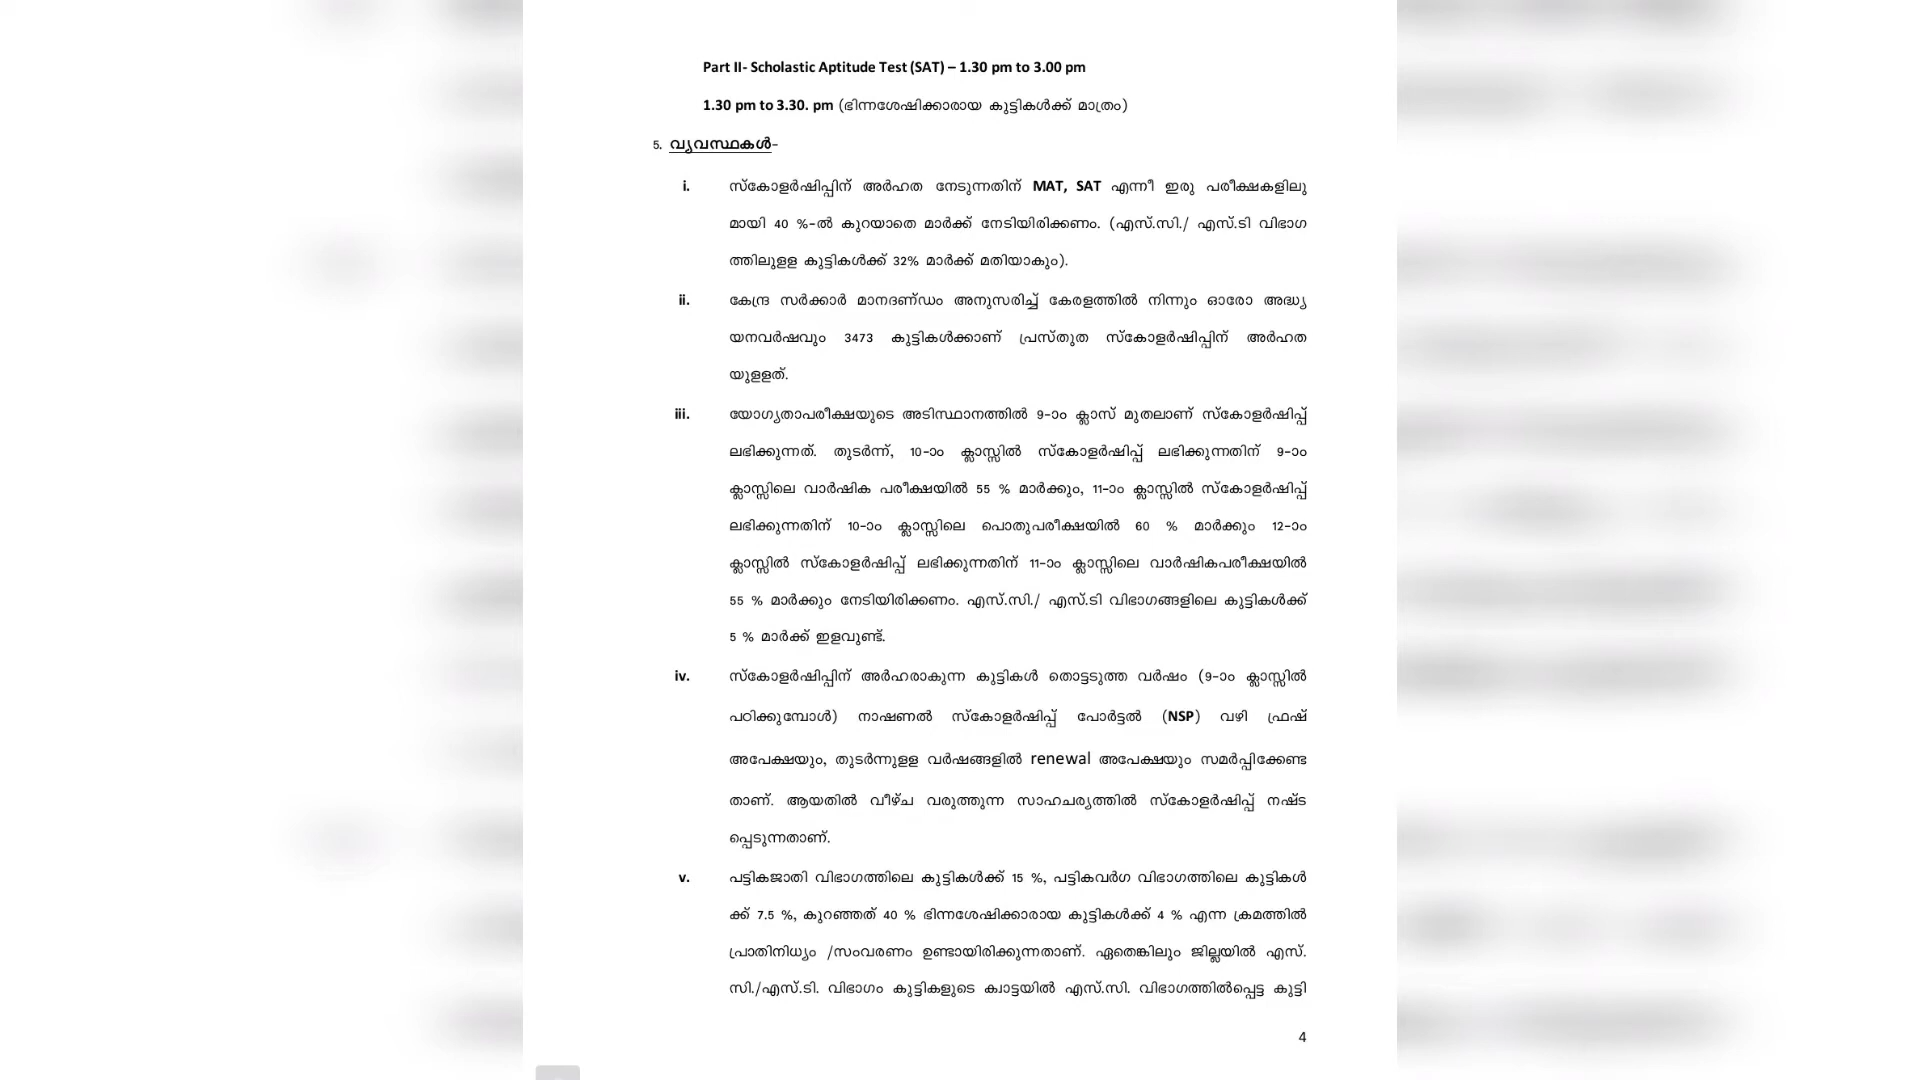 Part II- Scholastic Aptitude Test (SAT) – 1.30 pm to 3.00 pm
1.30 pm to 3.30. pm (ഭിന്നശേഷിക്കാരായ കുട്ടികൾക്ക് മാത്രം)
5. വ്യവസ്ഥകൾ-
i. സ്കോളർഷിപ്പിന് അർഹത നേടുന്നതിന് MAT, SAT എന്നീ ഇരു പരീക്ഷകളിലു
മായി 40 %-ൽ കുറയാതെ മാർക്ക് നേടിയിരിക്കണം. (എസ്.സി./ എസ്.ടി വിഭാഗ
ത്തിലുളള കുട്ടികൾക്ക് 32% മാർക്ക് മതിയാകും).
ii. കേന്ദ്ര സർക്കാർ മാനദണ്ഡം അനുസരിച്ച് കേരളത്തിൽ നിന്നും ഓരോ അദ്ധ്യ
യനവർഷവും 3473 കുട്ടികൾക്കാണ് പ്രസ്തുത സ്കോളർഷിപ്പിന് അർഹത
യുളളത്.
iii. യോഗ്യതാപരീക്ഷയുടെ അടിസ്ഥാനത്തിൽ 9-ാം ക്ലാസ് മുതലാണ് സ്കോളർഷിപ്പ്
ലഭിക്കുന്നത്. തുടർന്ന്, 10-ാം ക്ലാസ്സിൽ സ്കോളർഷിപ്പ് ലഭിക്കുന്നതിന് 9-ാം
ക്ലാസ്സിലെ വാർഷിക പരീക്ഷയിൽ 55 % മാർക്കും, 11-ാം ക്ലാസ്സിൽ സ്കോളർഷിപ്പ്
ലഭിക്കുന്നതിന് 10-ാം ക്ലാസ്സിലെ പൊതുപരീക്ഷയിൽ 60 % മാർക്കും 12-ാം
ക്ലാസ്സിൽ സ്കോളർഷിപ്പ് ലഭിക്കുന്നതിന് 11-ാം ക്ലാസ്സിലെ വാർഷികപരീക്ഷയിൽ
55 % മാർക്കും നേടിയിരിക്കണം. എസ്.സി./ എസ്.ടി വിഭാഗങ്ങളിലെ കുട്ടികൾക്ക്
5 % മാർക്ക് ഇളവുണ്ട്.
iv. സ്കോളർഷിപ്പിന് അർഹരാകുന്ന കുട്ടികൾ തൊട്ടടുത്ത വർഷം (9-ാം ക്ലാസ്സിൽ
പഠിക്കുമ്പോൾ) നാഷണൽ സ്കോളർഷിപ്പ് പോർട്ടൽ (NSP) വഴി ഫ്രഷ്
അപേക്ഷയും, തുടർന്നുളള വർഷങ്ങളിൽ renewal അപേക്ഷയും സമർപ്പിക്കേണ്ട
താണ്. ആയതിൽ വീഴ്ച വരുത്തുന്ന സാഹചര്യത്തിൽ സ്കോളർഷിപ്പ് നഷ്ട
പ്പെടുന്നതാണ്.
v. പട്ടികജാതി വിഭാഗത്തിലെ കുട്ടികൾക്ക് 15 %, പട്ടികവർഗ വിഭാഗത്തിലെ കുട്ടികൾ
ക്ക് 7.5 %, കുറഞ്ഞത് 40 % ഭിന്നശേഷിക്കാരായ കുട്ടികൾക്ക് 4 % എന്ന ക്രമത്തിൽ
പ്രാതിനിധ്യം /സംവരണം ഉണ്ടായിരിക്കുന്നതാണ്. ഏതെങ്കിലും ജില്ലയിൽ എസ്.
സി./എസ്.ടി. വിഭാഗം കുട്ടികളുടെ ക്വാട്ടയിൽ എസ്.സി. വിഭാഗത്തിൽപ്പെട്ട കുട്ടി
4